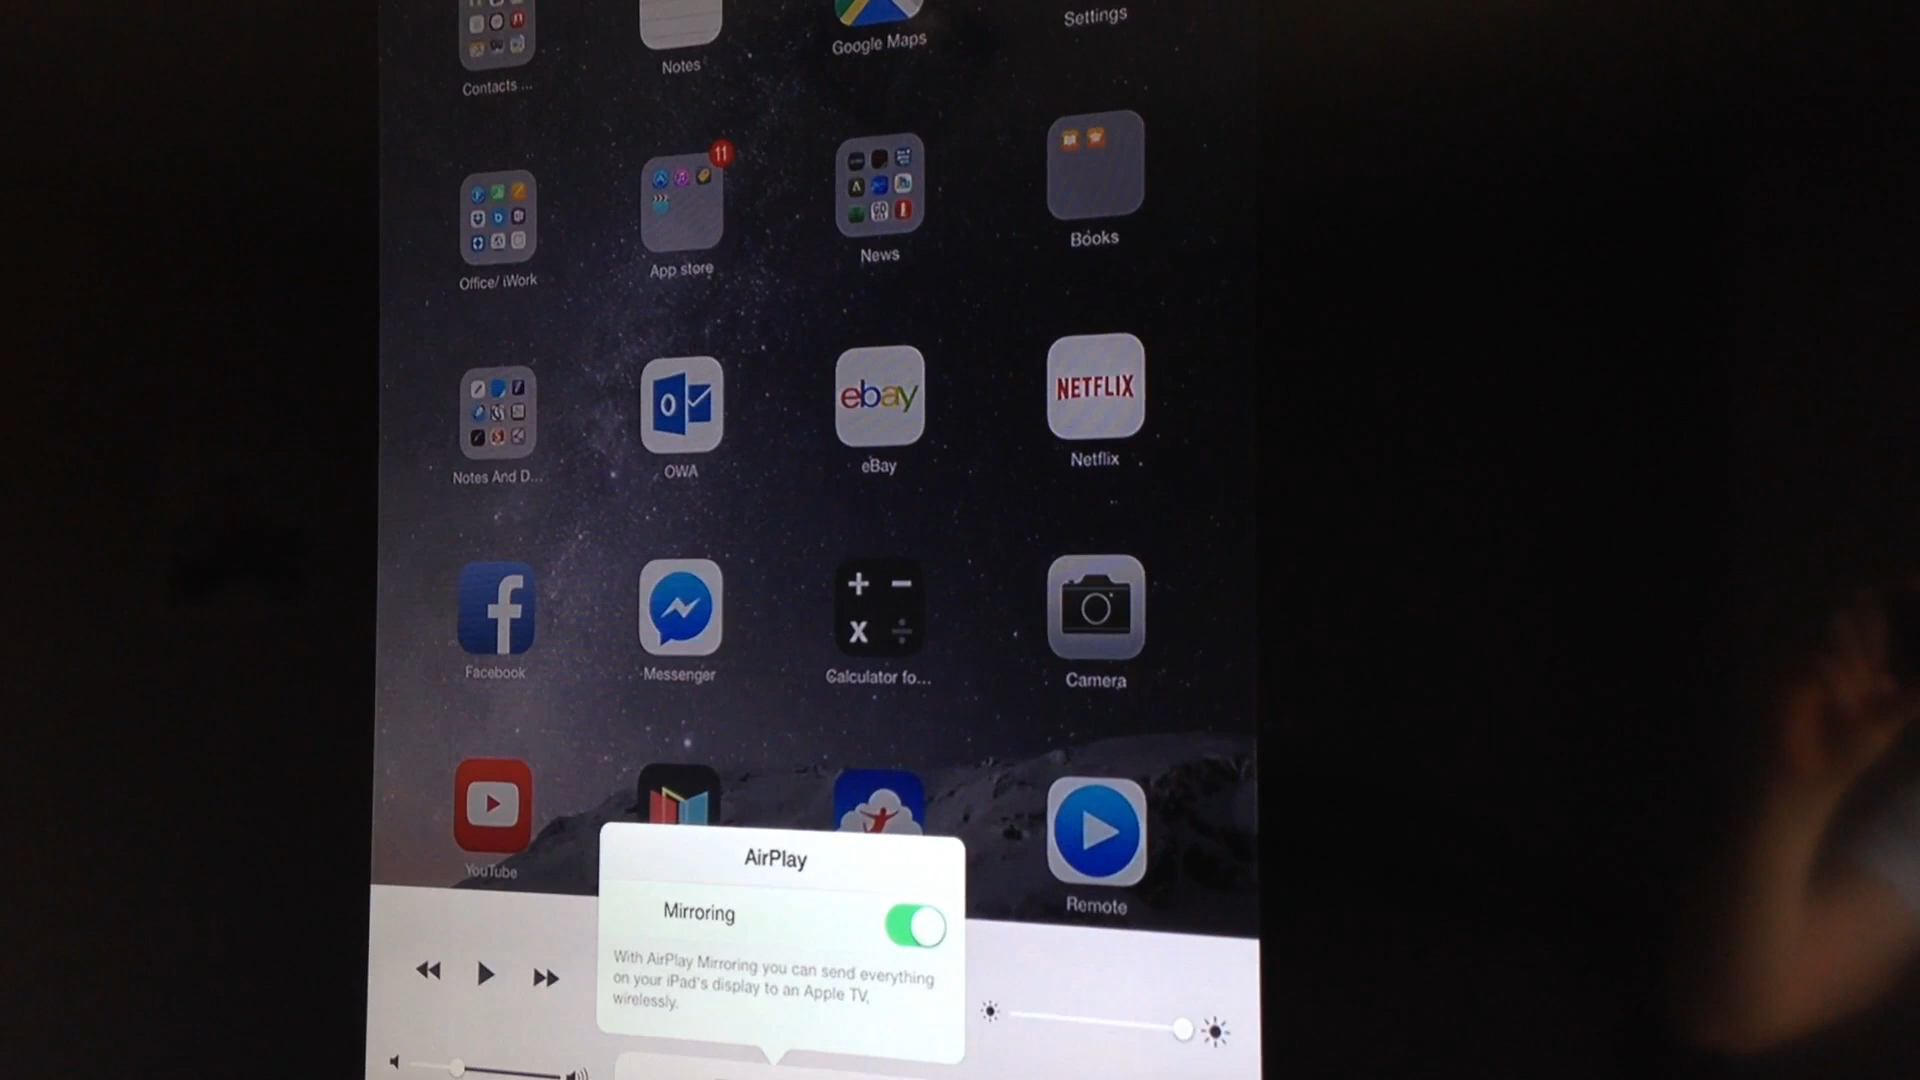 Settings
Google Maps
Notes
Contacts ...
11
Office/ iWork
App store
News
Books
ebay
NETFLIX
Notes And D...
OWA
eBay
Netflix
Facebook
Messenger
Calculator fo...
Camera
YouTube
Remote
AirPlay
Mirroring
With AirPlay Mirroring you can send everything
on your iPad's display to an Apple TV,
wirelessly.